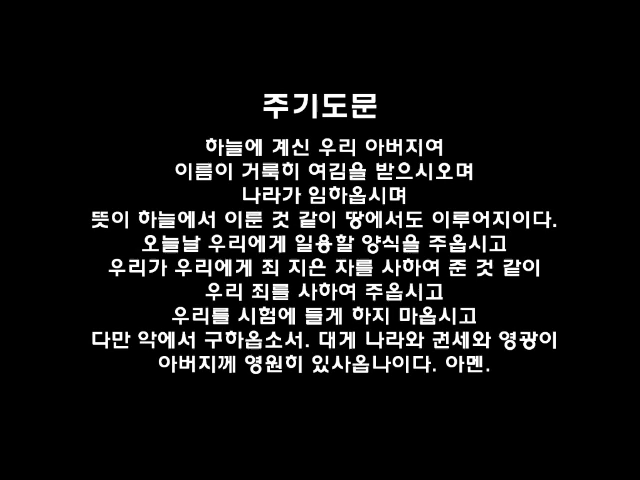 주기도문
하늘에 계신 우리 아버지여
이름이 거룩히 여김을 받으시오며
나라가 임하옵시며
뜻이 하늘에서 이룬 것 같이 땅에서도 이루어지이다.
오늘날 우리에게 일용할 양식을 주옵시고
우리가 우리에게 죄 지은 자를 사하여 준 것 같이
우리 죄를 사하여 주옵시고
우리를 시험에 들게 하지 마옵시고
다만 악에서 구하옵소서. 대게 나라와 권세와 영광이
아버지께 영원히 있사옵나이다. 아멘.